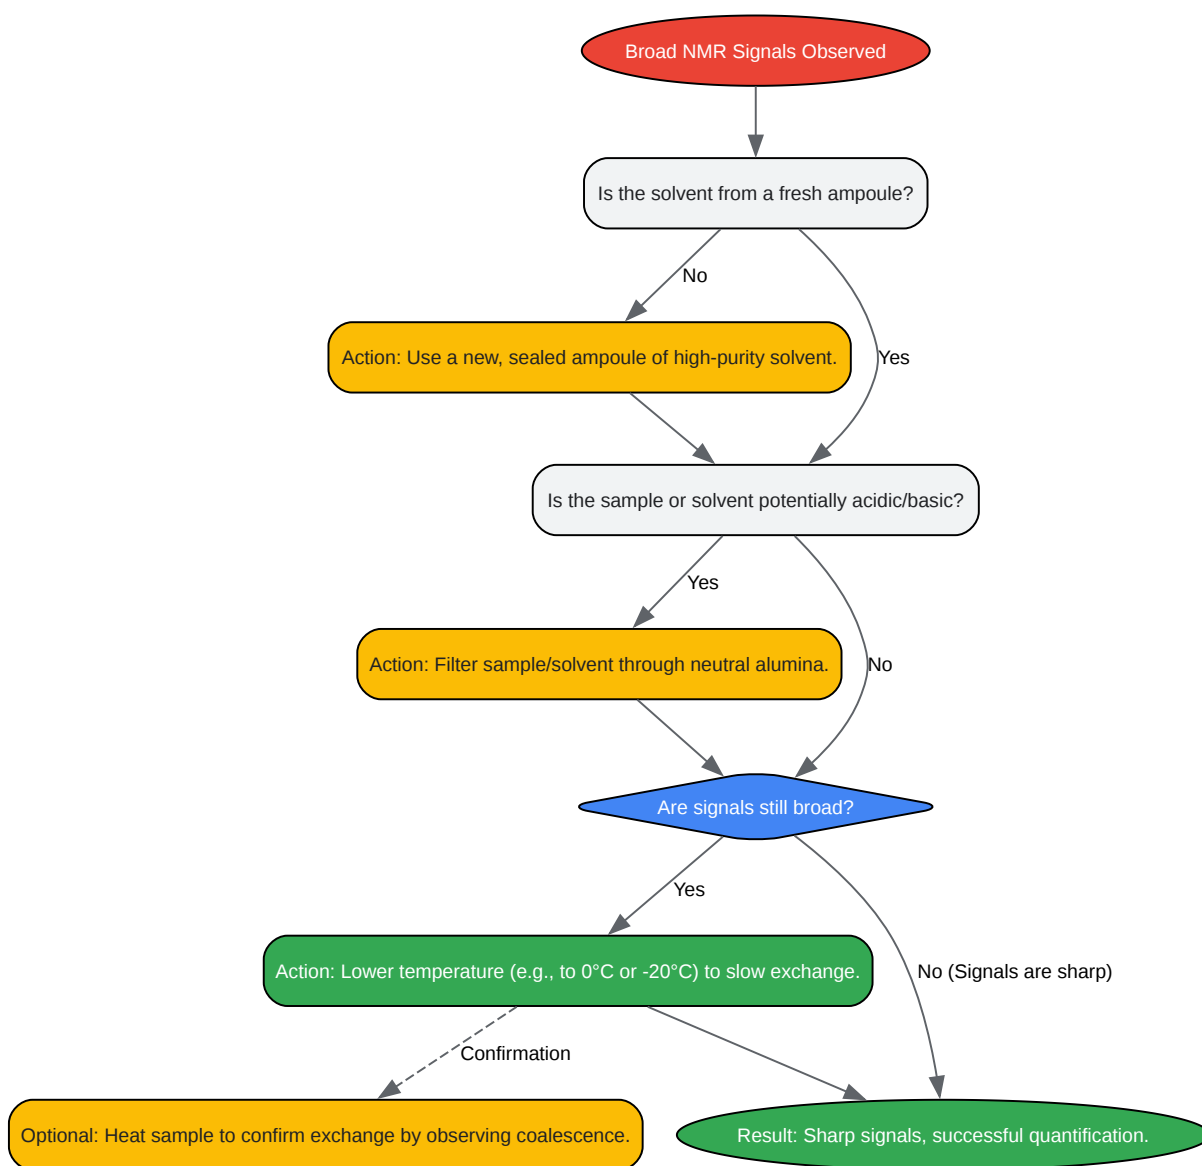 Broad NMR Signals Observed
Is the solvent from a fresh ampoule?
No
Action: Use a new, sealed ampoule of high-purity solvent.
Yes
Is the sample or solvent potentially acidic/basic?
Yes
Action: Filter sample/solvent through neutral alumina.
No
Are signals still broad?
Yes
Action: Lower temperature (e.g., to 0°C or -20°C) to slow exchange.
No (Signals are sharp)
Confirmation
Optional: Heat sample to confirm exchange by observing coalescence.
Result: Sharp signals, successful quantification.